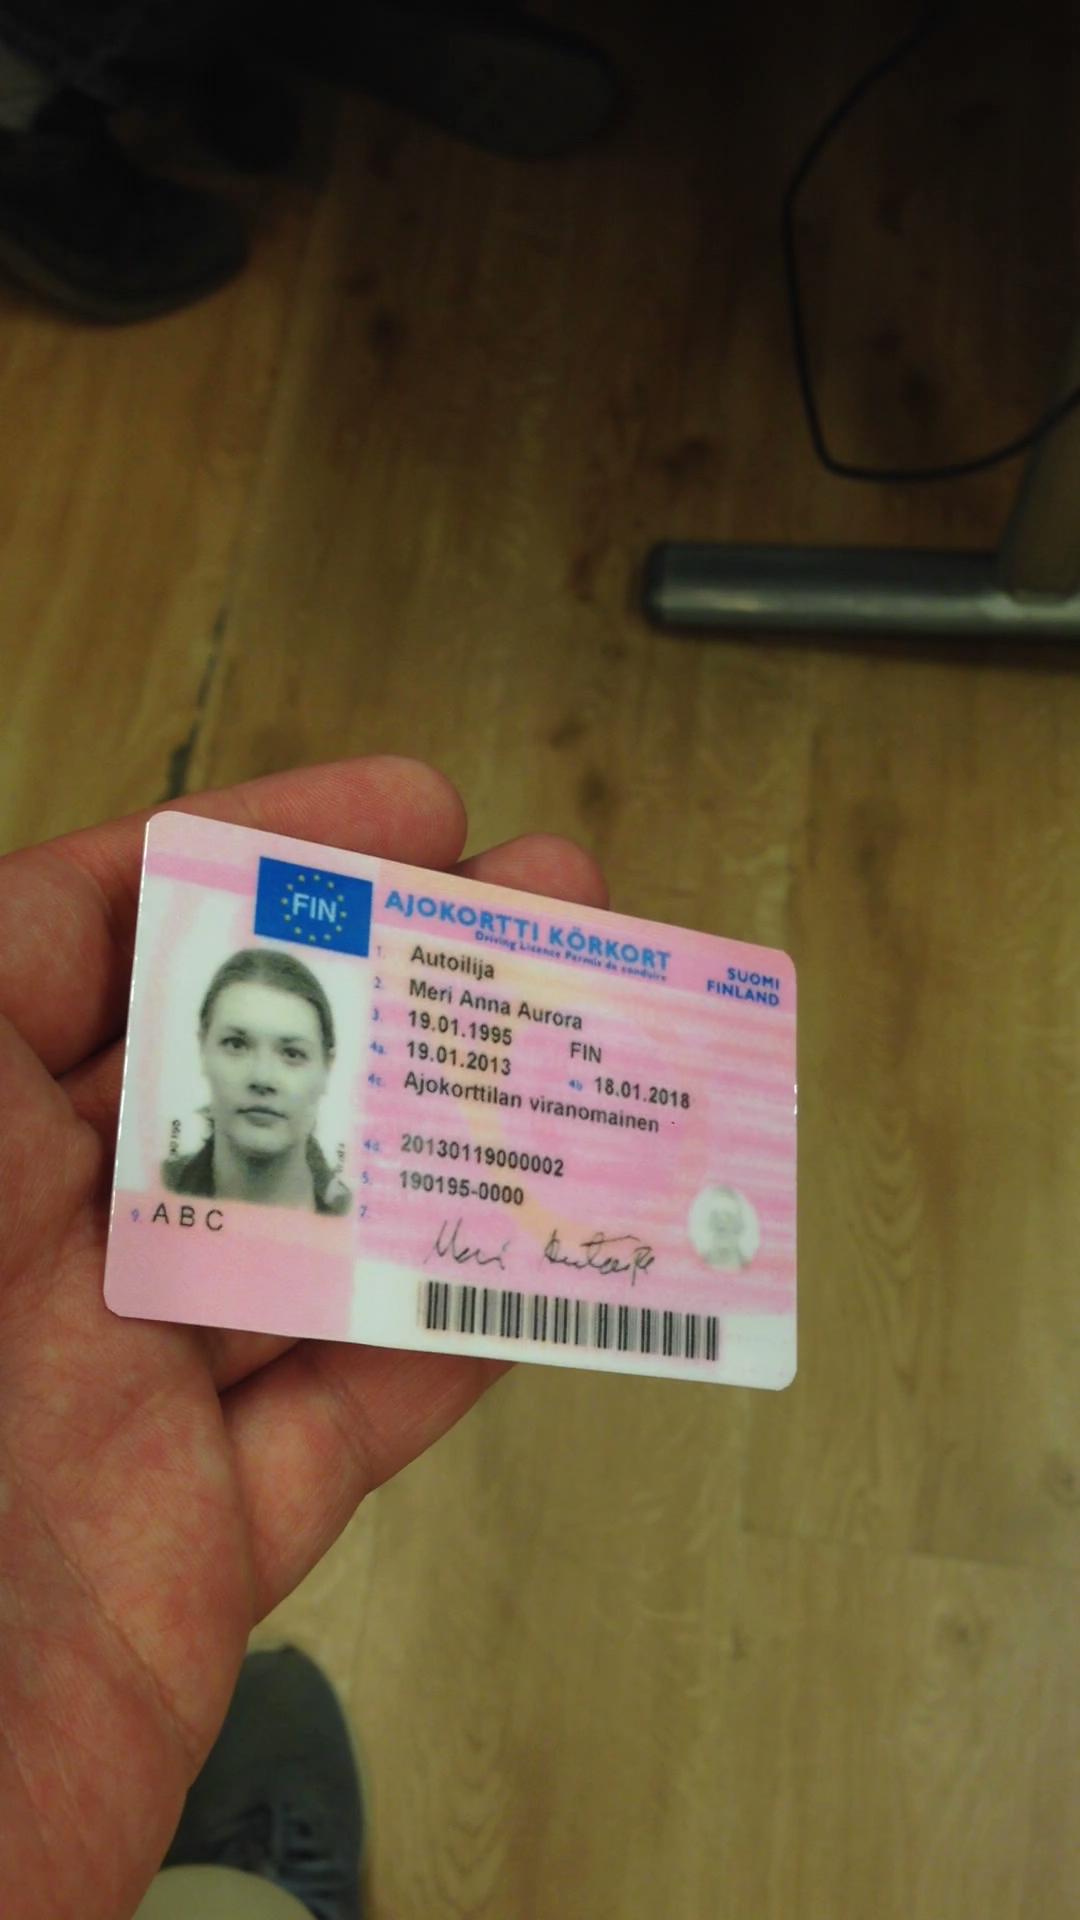 FIN
AJOKORTTI KÖRKORT
Driving Licence Permis de conduire
SUOMI
FINLAND
1. Autoilija
2. Meri Anna Aurora
3. 19.01.1995 FIN
4a. 19.01.2013 4b. 18.01.2018
4c. Ajokorttilan viranomainen
4d. 20130119000002
5. 190195-0000
7. Meri Autoilija
9. A B C